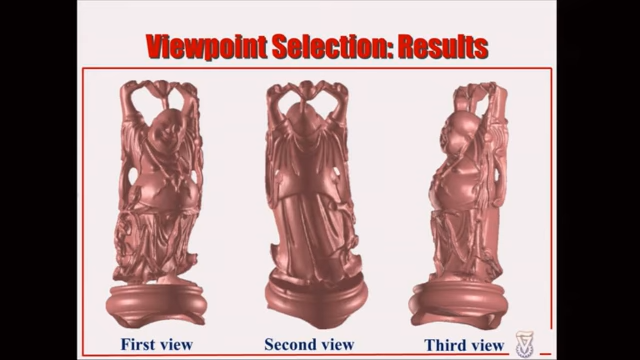 Viewpoint Selection: Results
First view
Second view
Third view